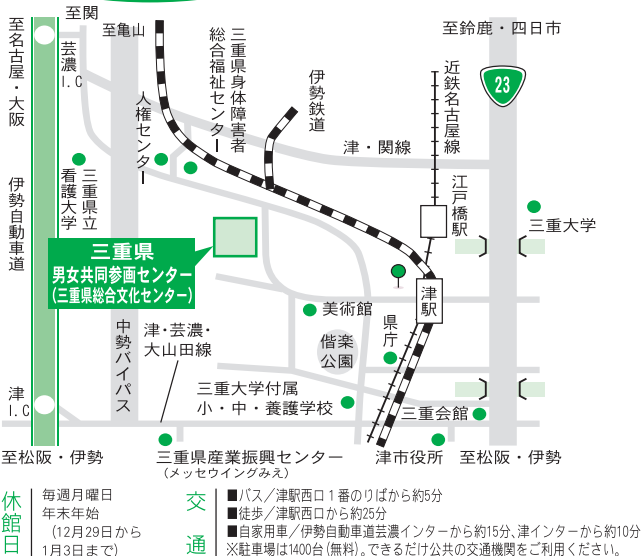 至関
至亀山
至名古屋・大阪
芸濃
I.C
三重県身体障害者
総合福祉センター
人権センター
伊勢鉄道
近鉄名古屋線
至鈴鹿・四日市
23
津・関線
江戸橋駅
三重大学
三重県立
看護大学
伊勢自動車道
三重県
男女共同参画センター
(三重県総合文化センター)
津駅
美術館
県庁
偕楽
公園
中勢バイパス
津・芸濃・
大山田線
三重大学付属
小・中・養護学校
三重会館
津
I.C
至松阪・伊勢
三重県産業振興センター
(メッセウイングみえ)
津市役所
至松阪・伊勢
休館日
毎週月曜日
年末年始
(12月29日から
1月3日まで)
交通
■バス/津駅西口1番のりばから約5分
■徒歩/津駅西口から約25分
■自家用車/伊勢自動車道芸濃インターから約15分、津インターから約10分
※駐車場は1400台(無料)。できるだけ公共の交通機関をご利用ください。